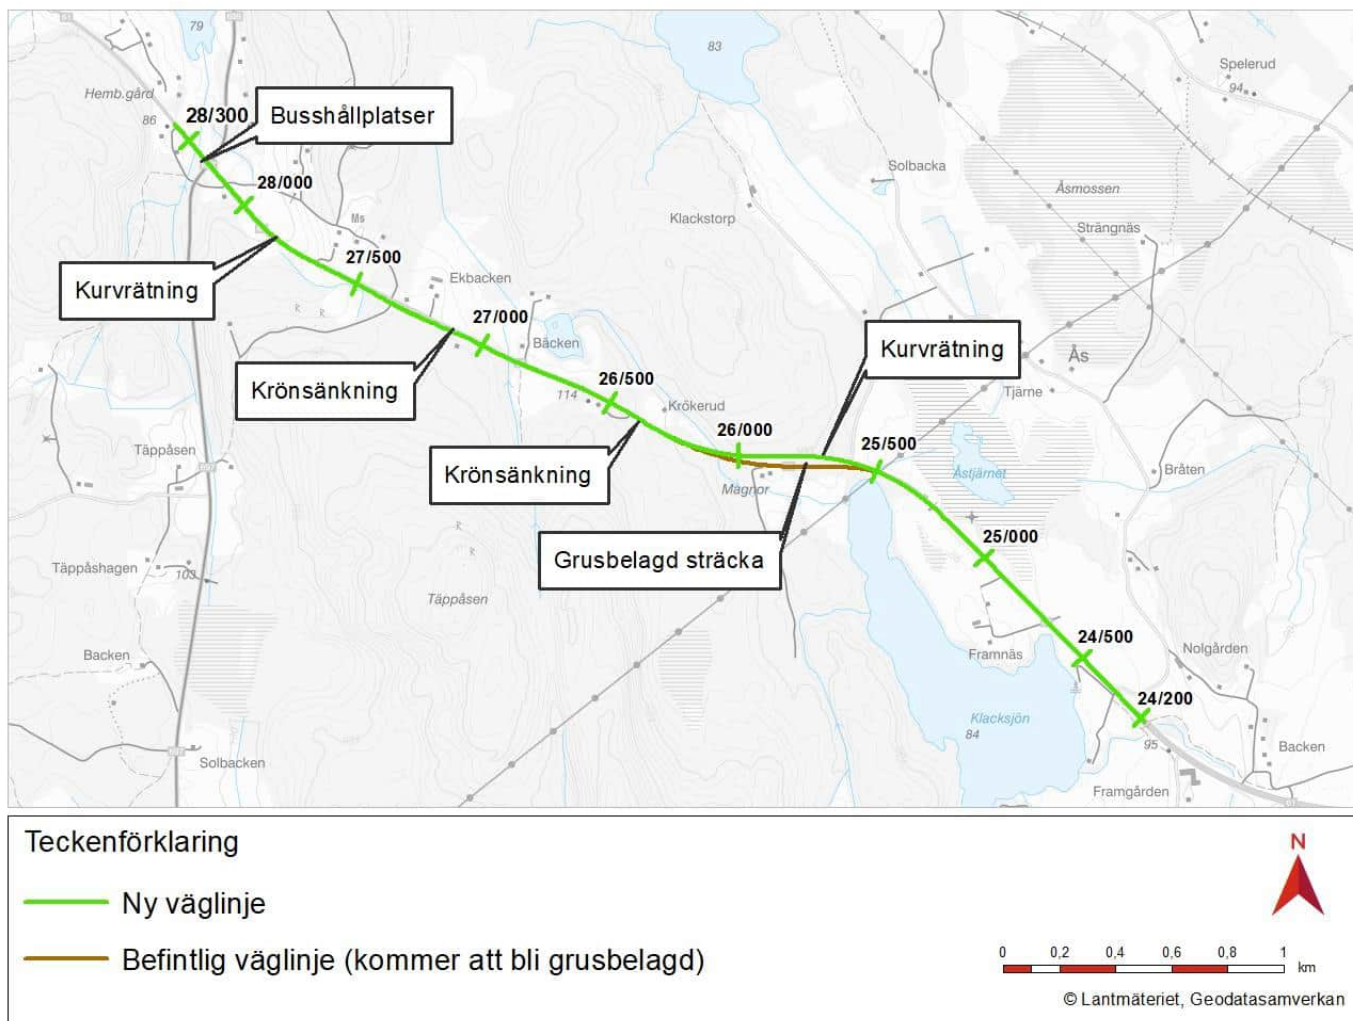 79
83
Spelerud
94
Hemb.gård
86
28/300
Busshållplatser
Solbacka
28/000
Åsmossen
Klackstorp
Strängnäs
Ms
27/500
Kurvrätning
Ekbacken
R R
27/000
Bäcken
Kurvrätning
Ås
Krönsänkning
26/500
114
Krökerud
Tjärne
26/000
25/500
Täppåsen
Krönsänkning
Åstjärnet
Bråten
Magnor
R
R
25/000
Grusbelagd sträcka
Täppåshagen
103
Täppåsen
24/500
Backen
Framnäs
Nolgården
24/200
Klacksjön
84
95
Backen
Solbacken
Framgården
Teckenförklaring
N
Ny väglinje
Befintlig väglinje (kommer att bli grusbelagd)
0 0,2 0,4 0,6 0,8 1
km
© Lantmäteriet, Geodatasamverkan